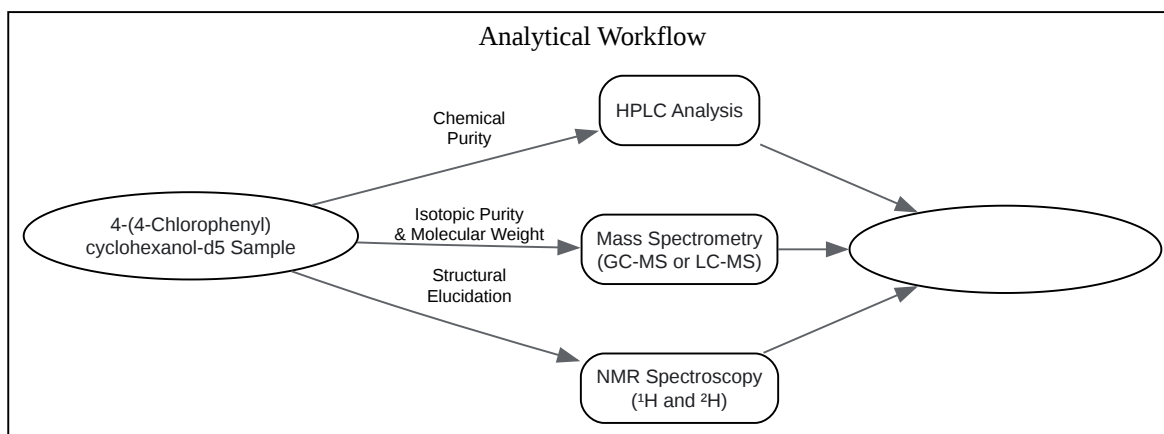 Analytical Workflow
Chemical
Purity
HPLC Analysis
4-(4-Chlorophenyl)
cyclohexanol-d5 Sample
Isotopic Purity
& Molecular Weight
Mass Spectrometry
(GC-MS or LC-MS)
Structural
Elucidation
NMR Spectroscopy
(¹H and ²H)